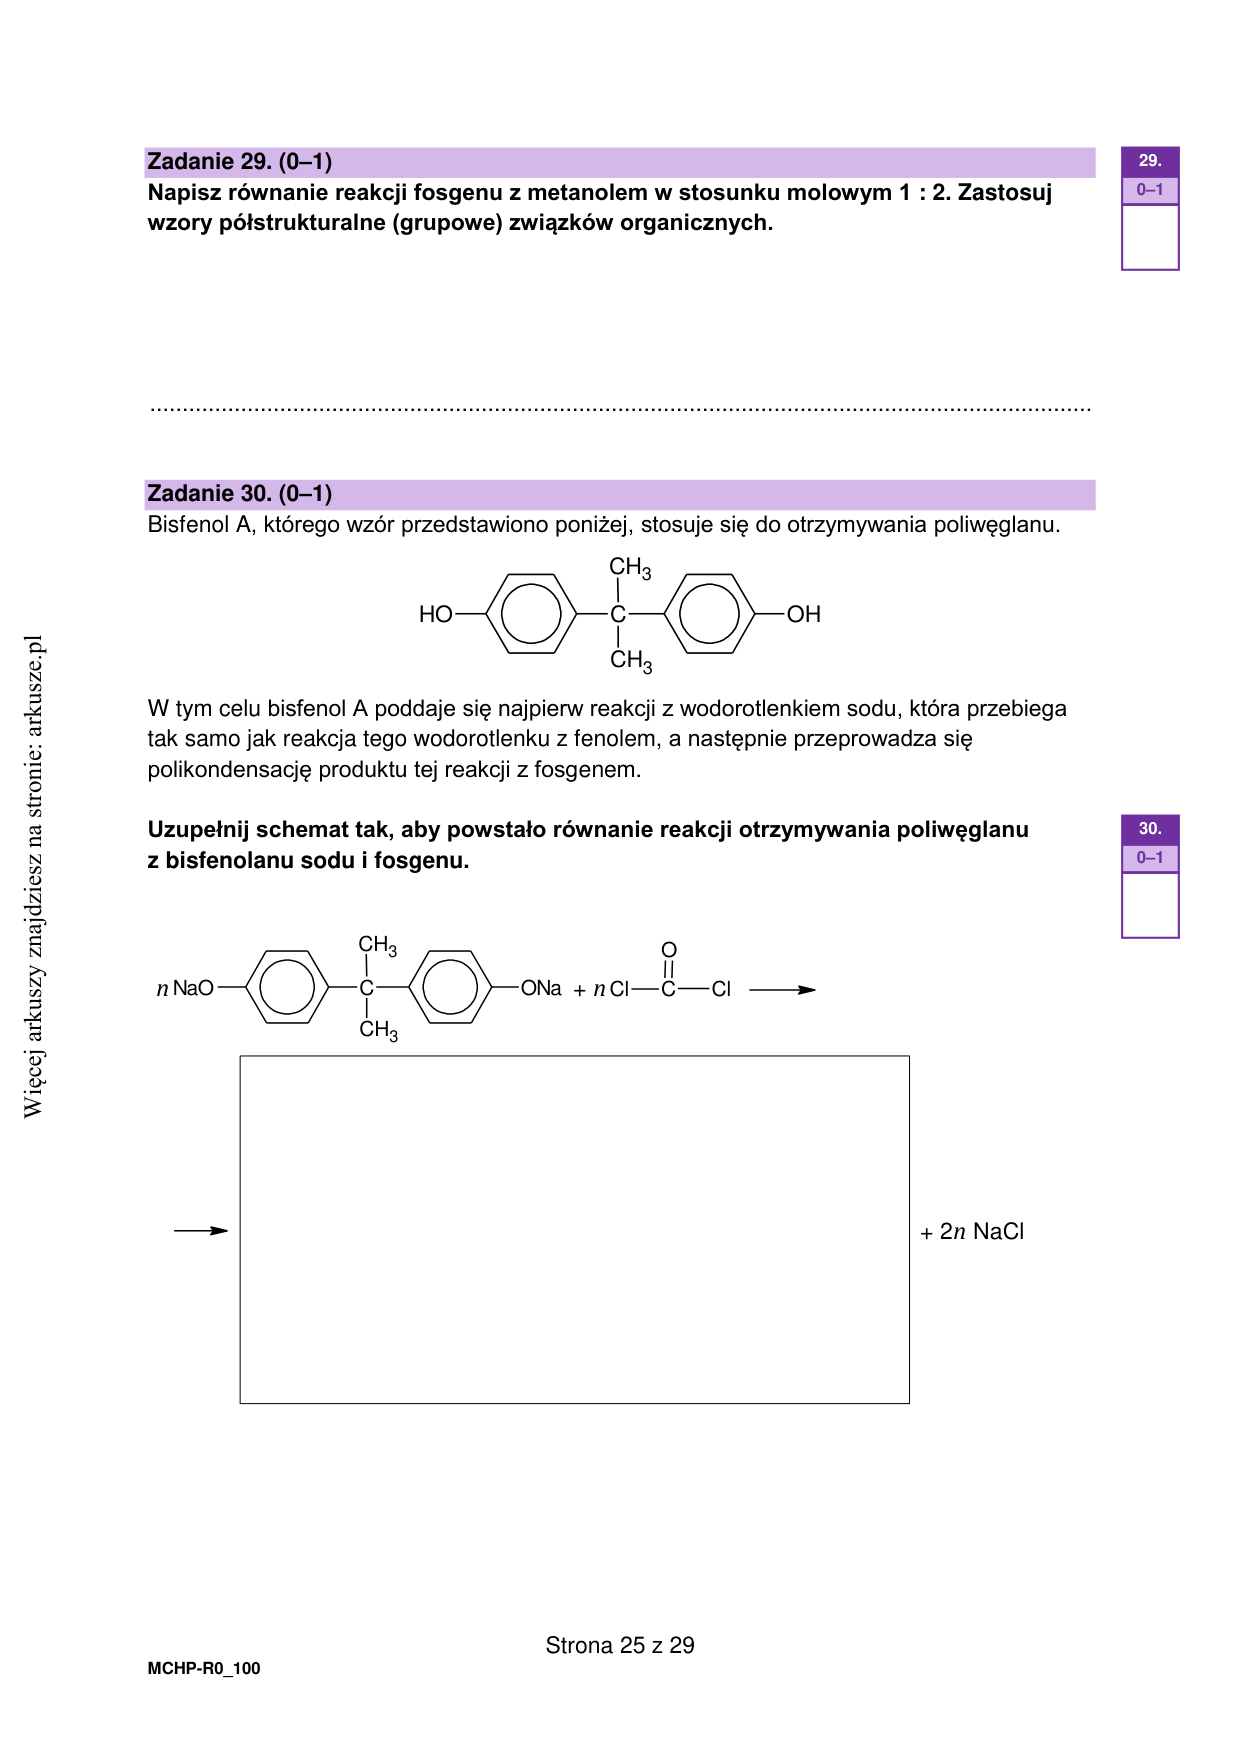 Zadanie 29. (0–1)
29.
Napisz równanie reakcji fosgenu z metanolem w stosunku molowym 1 : 2. Zastosuj
0–1
wzory półstrukturalne (grupowe) związków organicznych.
....................................................................................................................................................
Zadanie 30. (0–1)
Bisfenol A, którego wzór przedstawiono poniżej, stosuje się do otrzymywania poliwęglanu.
CH3
HO C OH
CH3
W tym celu bisfenol A poddaje się najpierw reakcji z wodorotlenkiem sodu, która przebiega
tak samo jak reakcja tego wodorotlenku z fenolem, a następnie przeprowadza się
polikondensację produktu tej reakcji z fosgenem.
Uzupełnij schemat tak, aby powstało równanie reakcji otrzymywania poliwęglanu
30.
z bisfenolanu sodu i fosgenu.
0–1
CH3 O
n NaO C ONa + n Cl C Cl
CH3
+ 2n NaCl
Strona 25 z 29
MCHP-R0_100
Więcej arkuszy znajdziesz na stronie: arkusze.pl